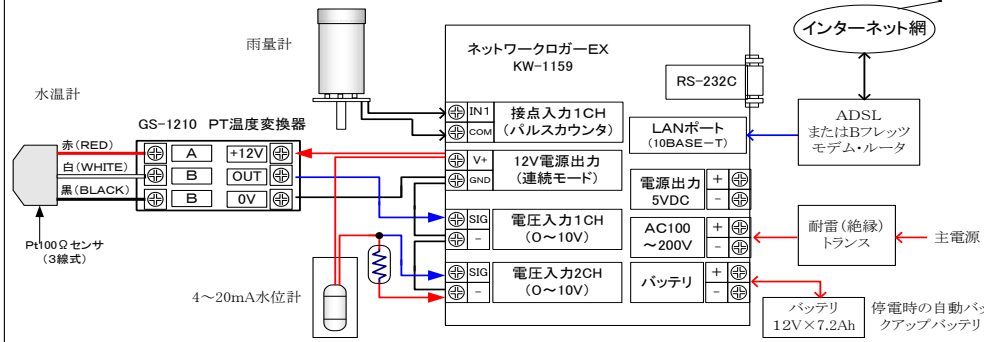 インターネット網
雨量計
ネットワークロガーEX
KW-1159
RS-232C
水温計
IN1
COM
接点入力1CH
(パルスカウンタ)
LANポート
(10BASE-T)
ADSL
またはBフレッツ
モデム・ルータ
GS-1210 PT温度変換器
赤(RED)
A
+12V
V+
GND
12V電源出力
(連続モード)
白(WHITE)
B
OUT
電源出力
5VDC
+
-
黒(BLACK)
B
0V
SIG
-
電圧入力1CH
(0~10V)
AC100
~200V
+
-
耐雷(絶縁)
トランス
主電源
Pt100Ωセンサ
(3線式)
4~20mA水位計
SIG
-
電圧入力2CH
(0~10V)
バッテリ
+
-
バッテリ
12V×7.2Ah
停電時の自動バッ
クアップバッテリ